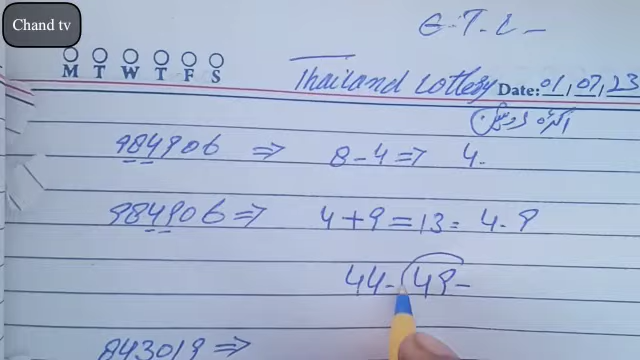 Chand tv
G.T.L -
M T W T F S
Thailand Lottery Date: 01,07,23
984906 ⇒ 8-4 ⇒ 4.
984906 ⇒ 4+9=13= 4.9
44- 49-
843019 ⇒